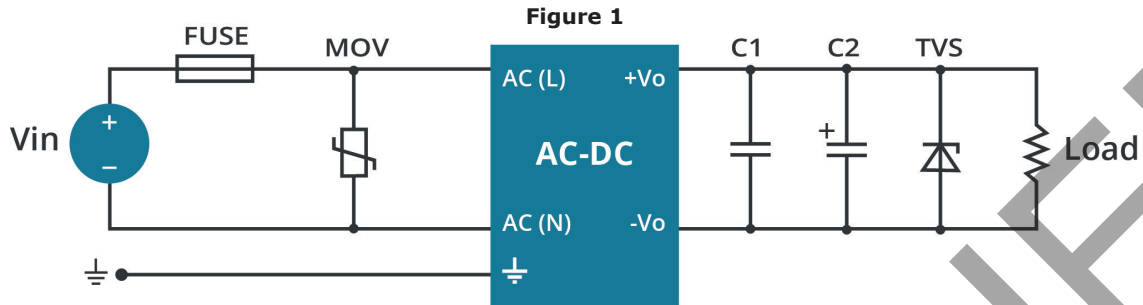 Figure 1
FUSE
MOV
C1
C2
TVS
AC (L)
+Vo
Vin
+
−
AC-DC
+
Load
AC (N)
-Vo